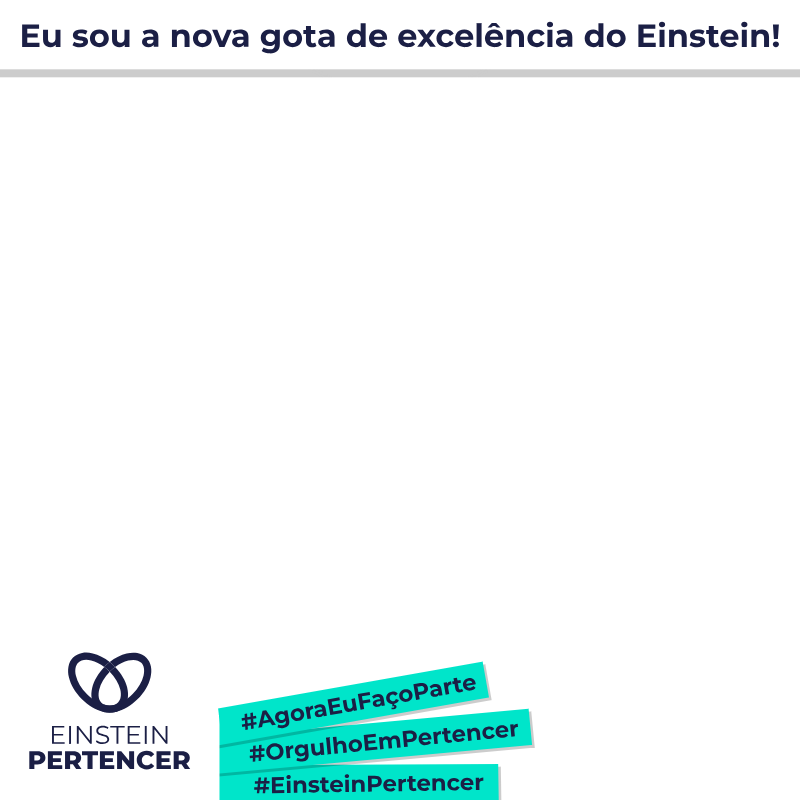 Eu sou a nova gota de excelência do Einstein!
#AgoraEuFaçoParte
#OrgulhoEmPertencer
#EinsteinPertencer
EINSTEIN
PERTENCER